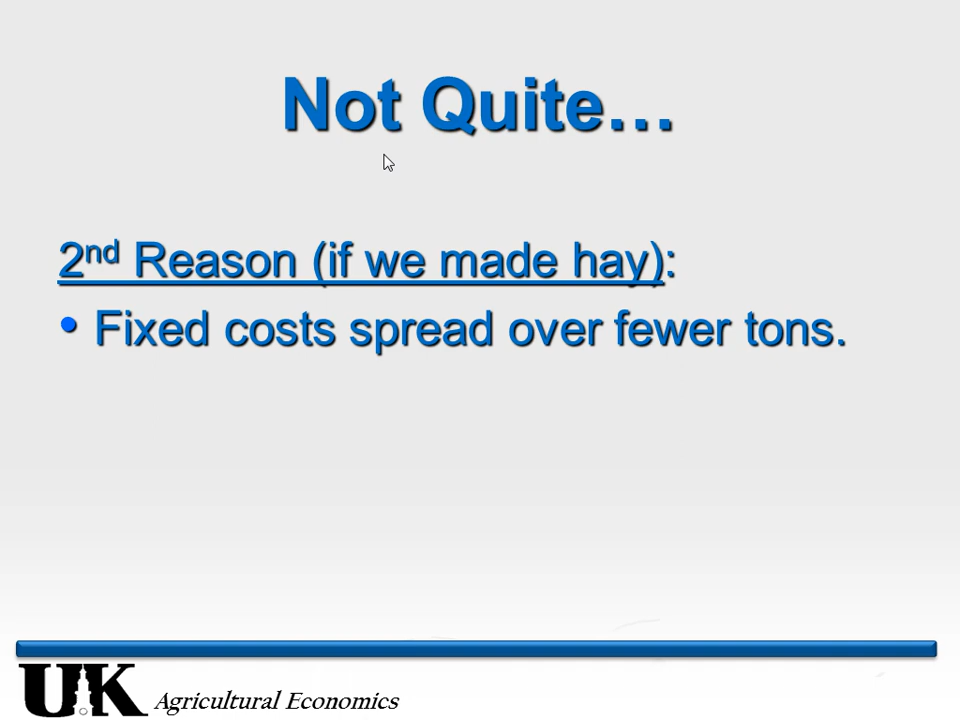 Not Quite…
2nd Reason (if we made hay):
• Fixed costs spread over fewer tons.
UK Agricultural Economics